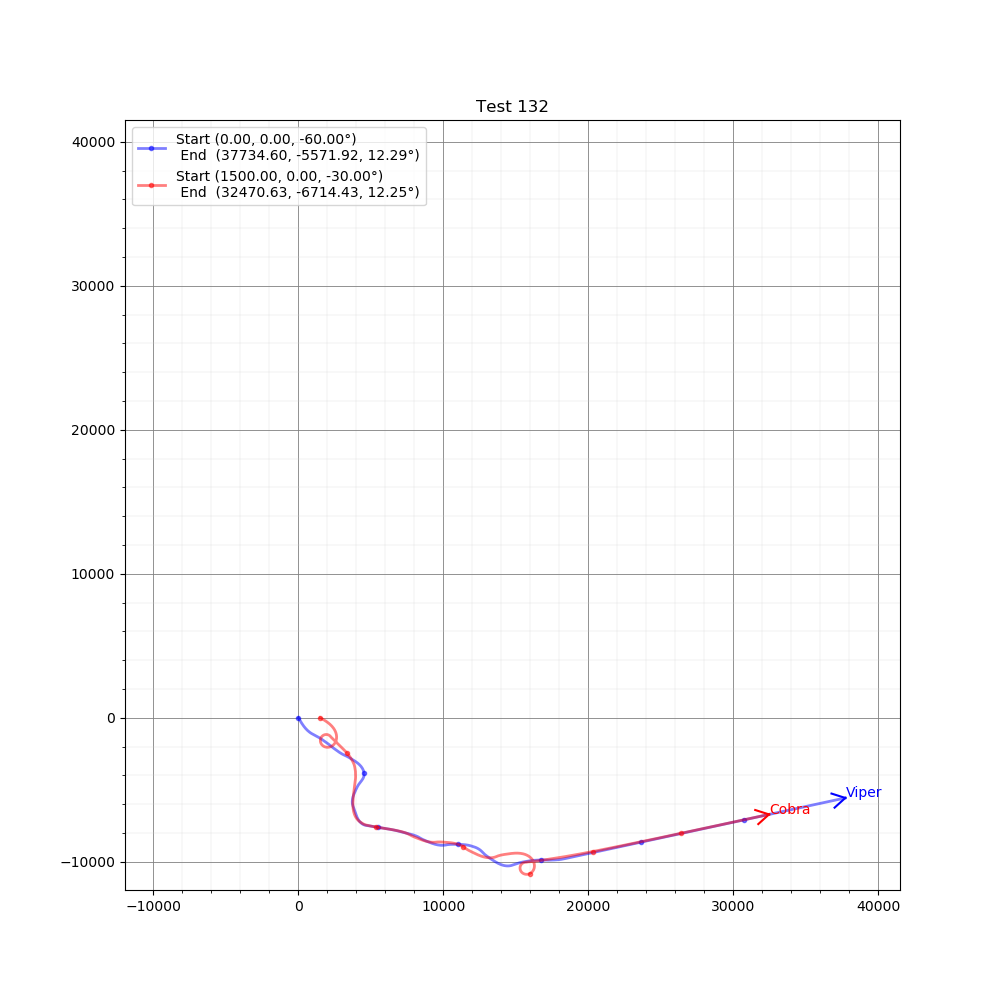 Test 132
Start (0.00, 0.00, -60.00°)
End  (37734.60, -5571.92, 12.29°)
Start (1500.00, 0.00, -30.00°)
End  (32470.63, -6714.43, 12.25°)
40000
30000
20000
10000
0
−10000
Viper
Cobra
−10000
0
10000
20000
30000
40000